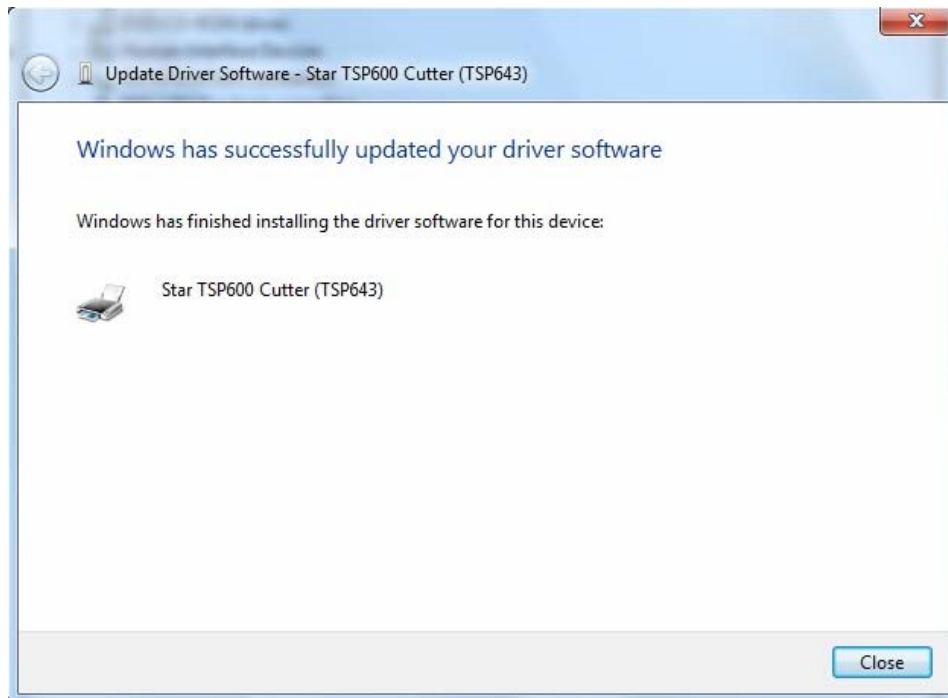 Update Driver Software - Star TSP600 Cutter (TSP643)
Windows has successfully updated your driver software
Windows has finished installing the driver software for this device:
Star TSP600 Cutter (TSP643)
Close